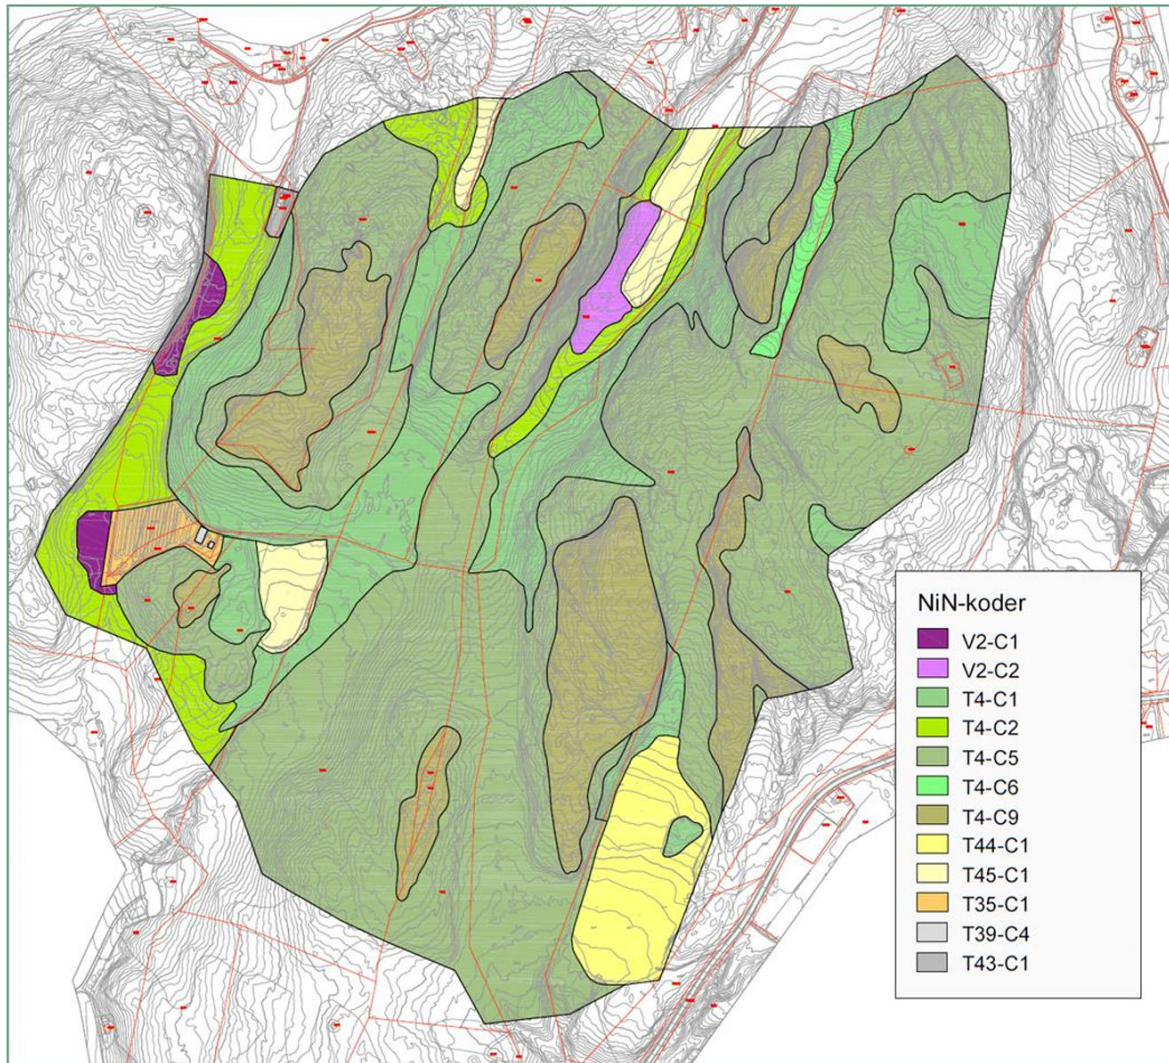 NiN-koder
V2-C1
V2-C2
T4-C1
T4-C2
T4-C5
T4-C6
T4-C9
T44-C1
T45-C1
T35-C1
T39-C4
T43-C1